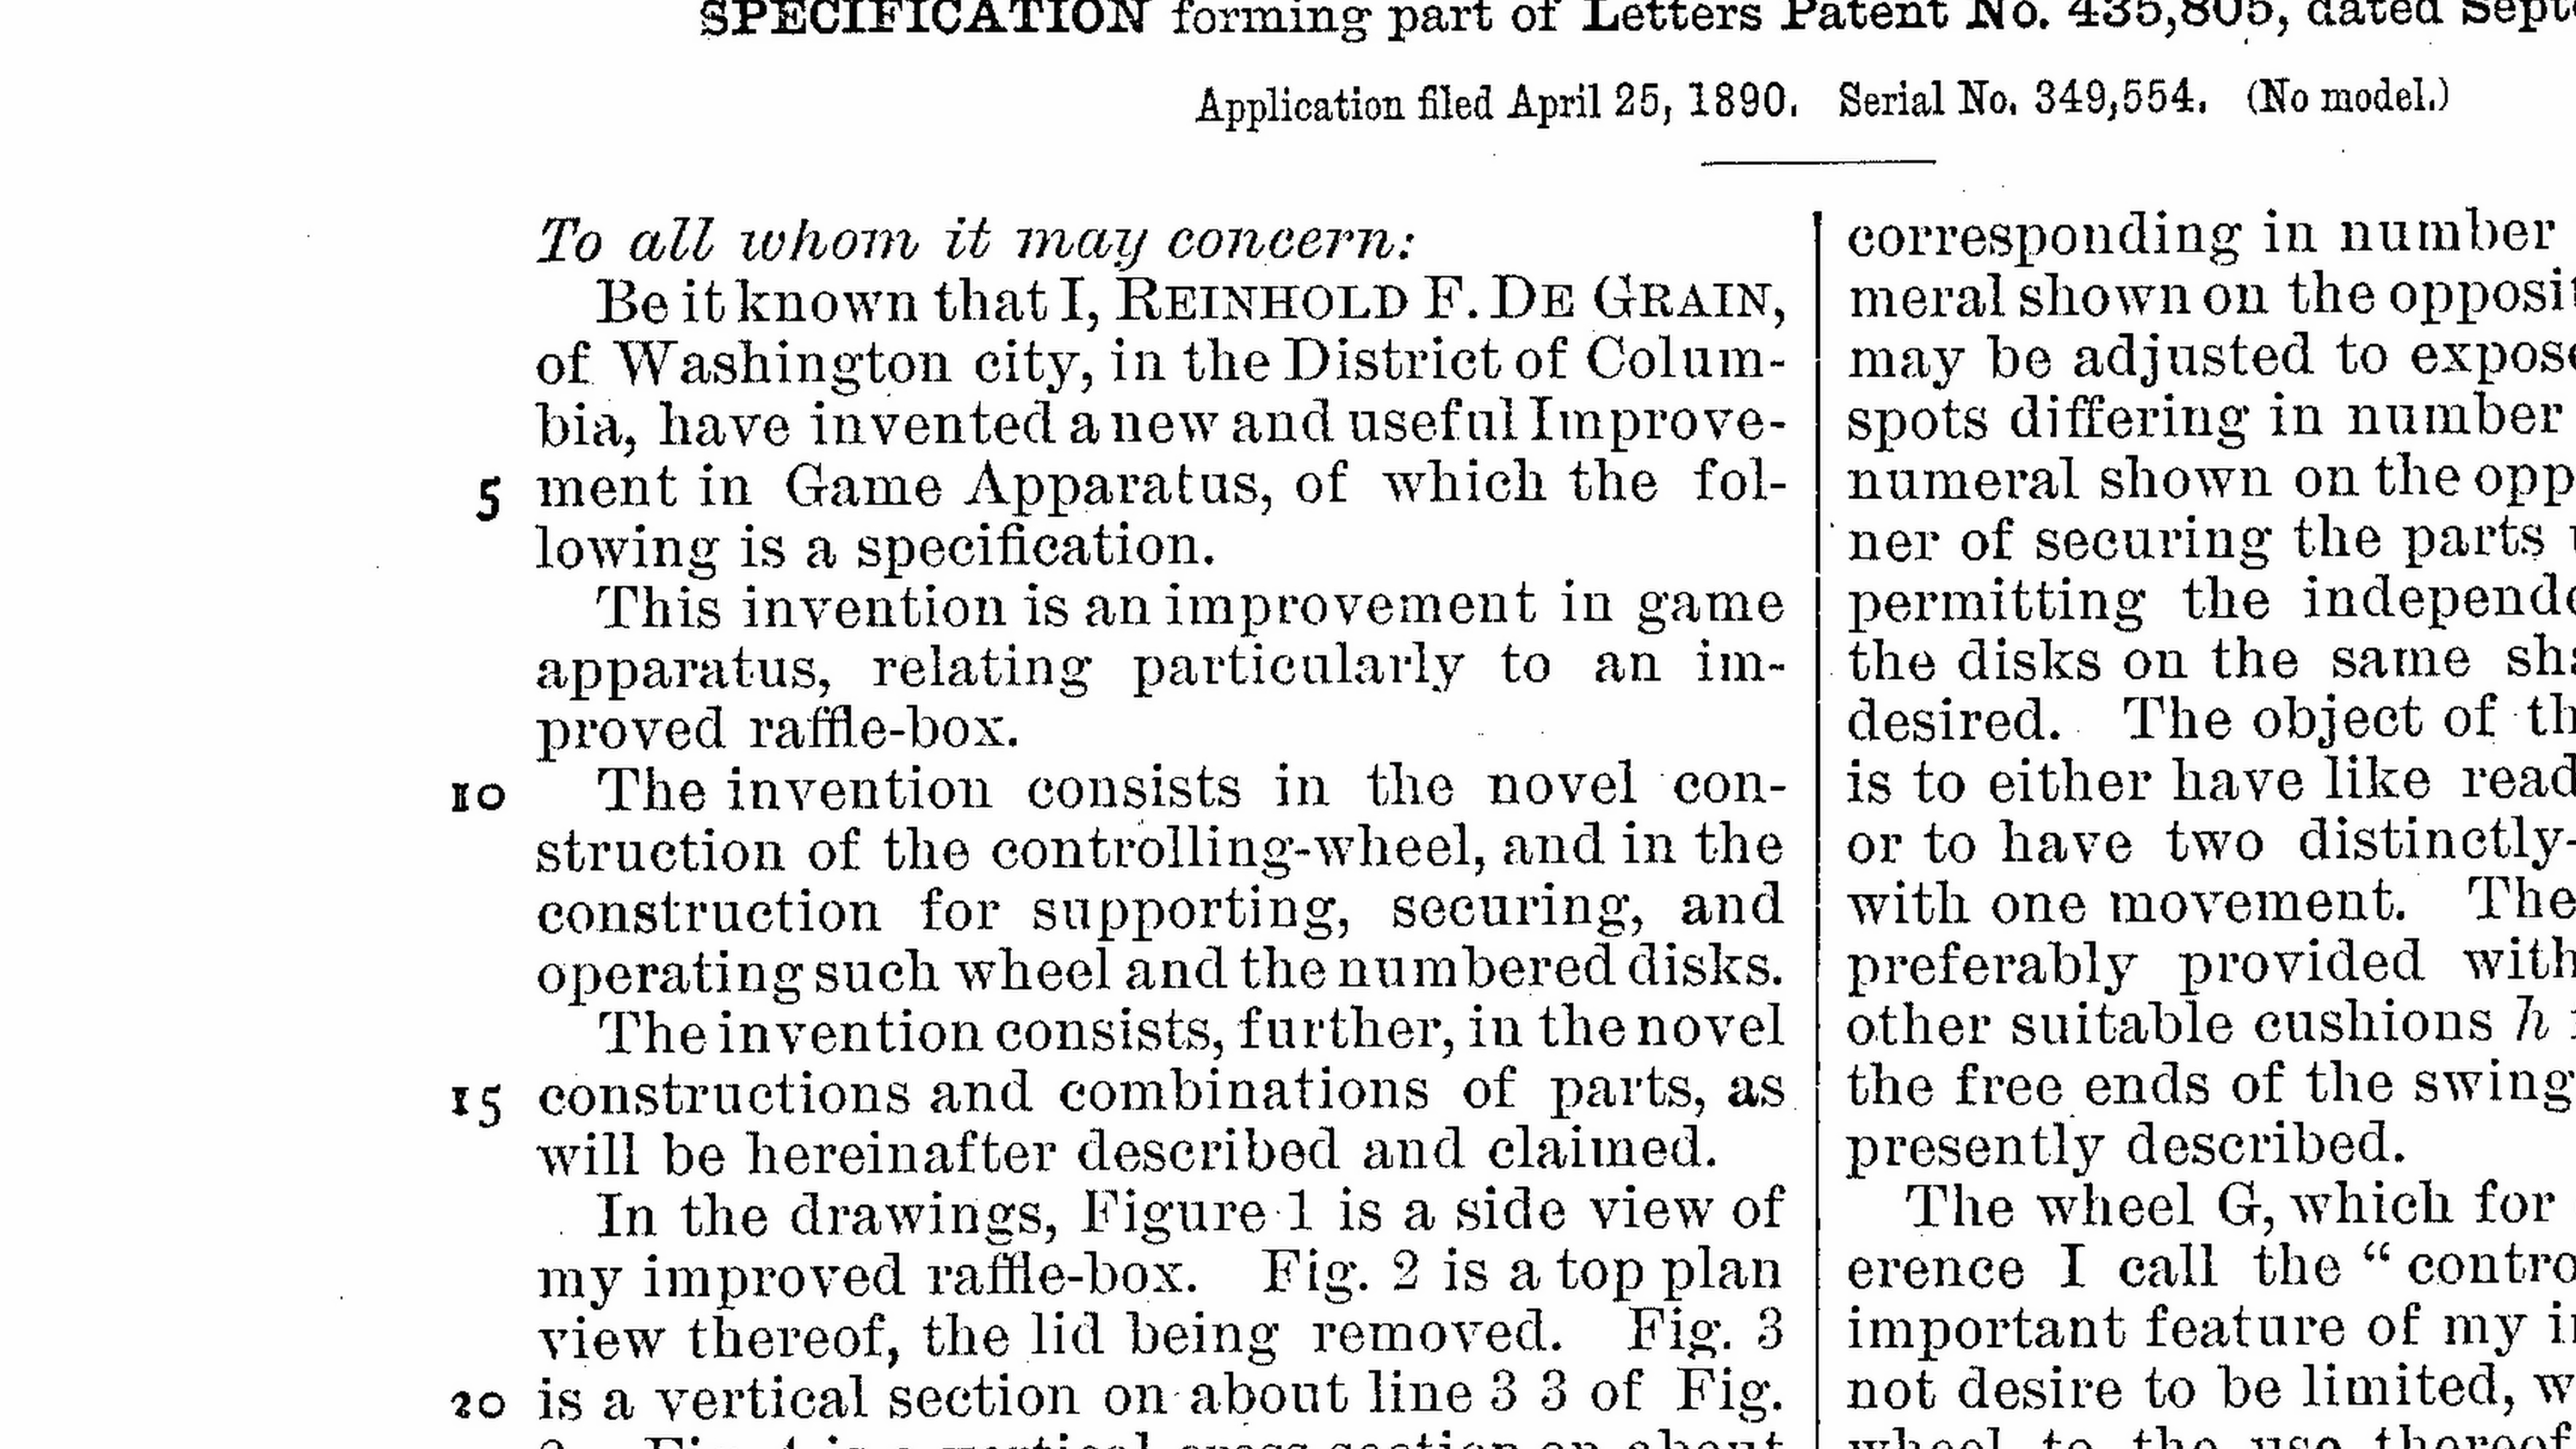 SPECIFICATION forming part of Letters Patent No. 435,805, dated
Application filed April 25, 1890. Serial No. 349,554. (No model.)
To all whom it may concern:
Be it known that I, REINHOLD F. DE GRAIN,
of Washington city, in the District of Colum-
bia, have invented a new and useful Improve-
5 ment in Game Apparatus, of which the fol-
lowing is a specification.
This invention is an improvement in game
apparatus, relating particularly to an im-
proved raffle-box.
10 The invention consists in the novel con-
struction of the controlling-wheel, and in the
construction for supporting, securing, and
operating such wheel and the numbered disks.
The invention consists, further, in the novel
15 constructions and combinations of parts, as
will be hereinafter described and claimed.
In the drawings, Figure 1 is a side view of
my improved raffle-box. Fig. 2 is a top plan
view thereof, the lid being removed. Fig. 3
20 is a vertical section on about line 3 3 of Fig.
corresponding in number
meral shown on the
may be adjusted to
spots differing in number
numeral shown on the
ner of securing the parts
permitting the
the disks on the same
desired. The object of
is to either have like
or to have two distinctly-
with one movement. The
preferably provided with
other suitable cushions h
the free ends of the
presently described.
The wheel G, which for
erence I call the "
important feature of my
not desire to be limited,